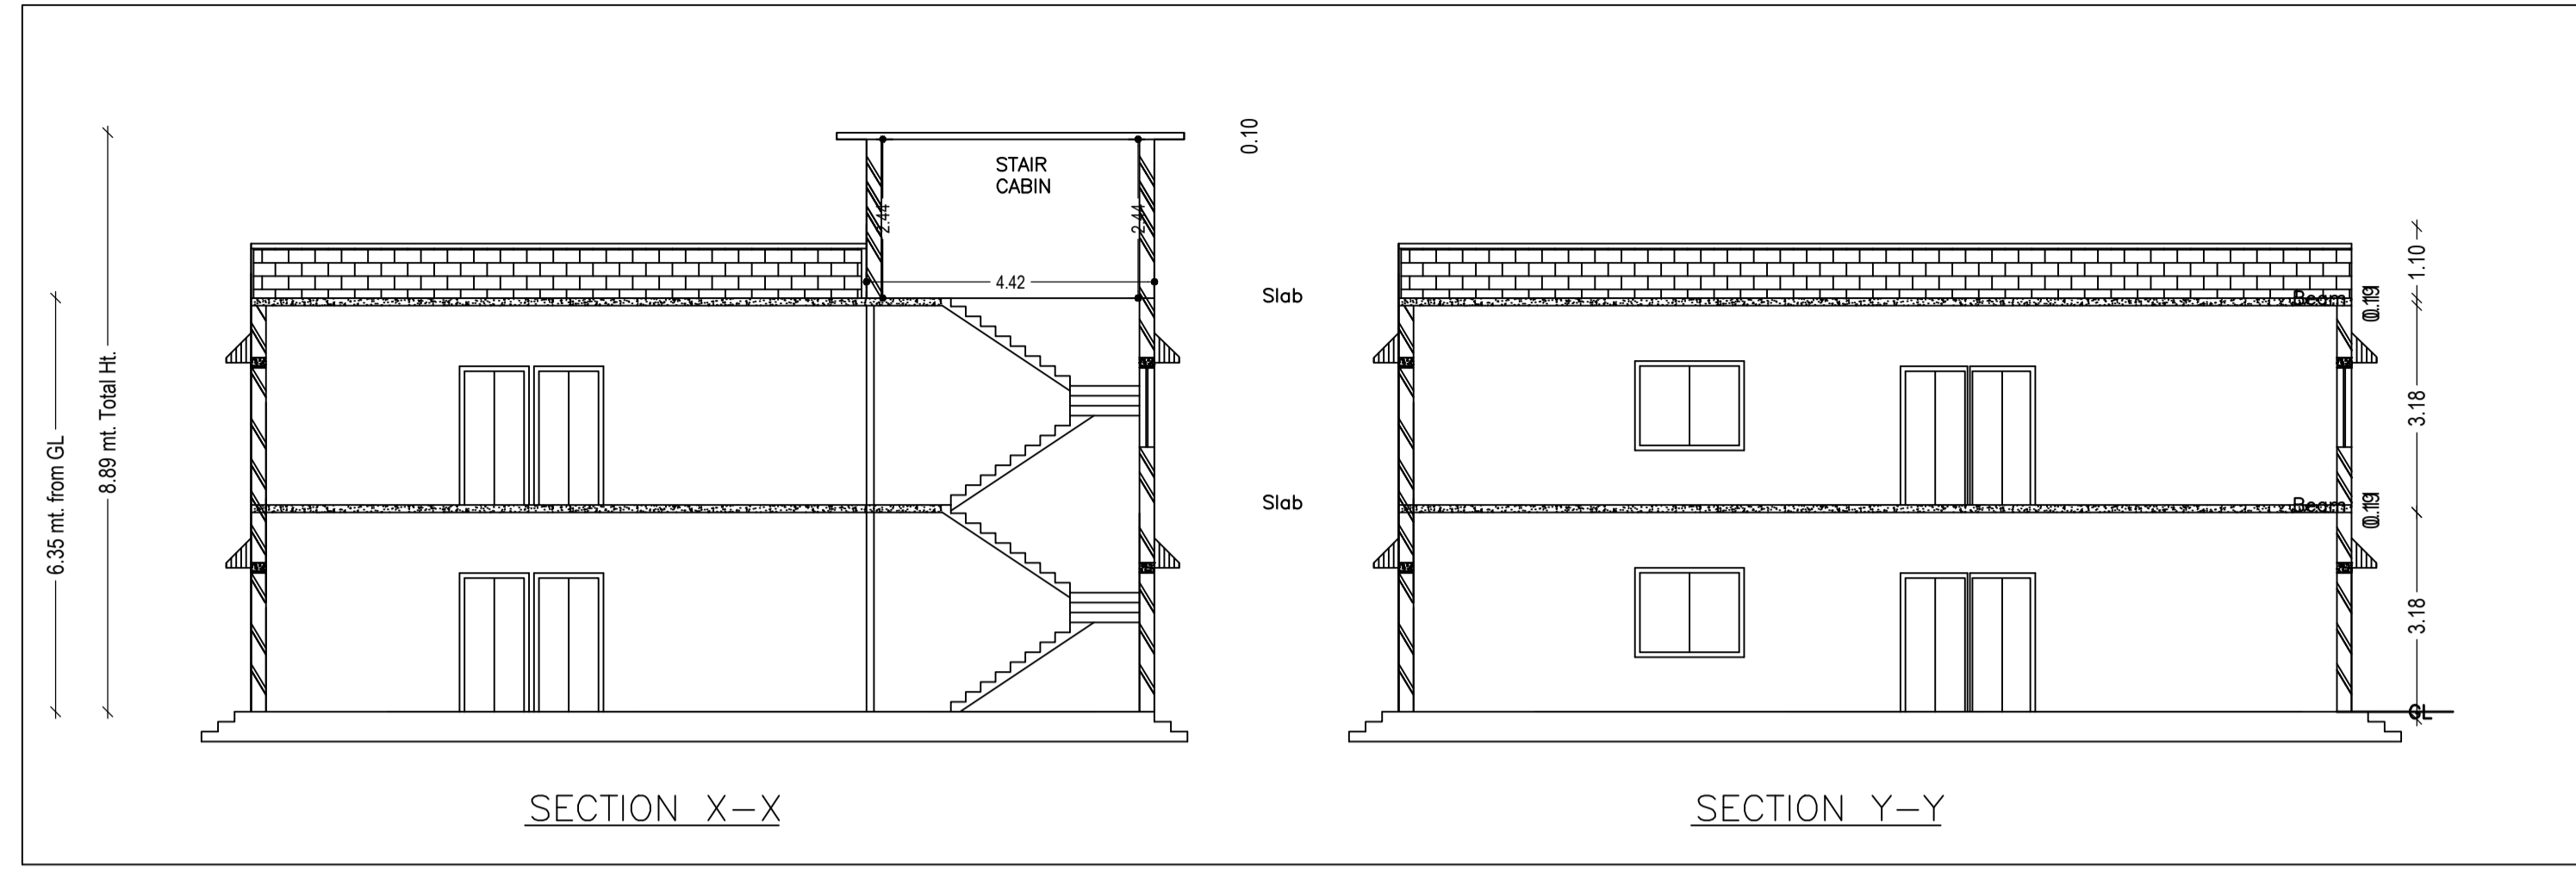 0.10
STAIR
CABIN
2.44
2.44
4.42
1.10
Slab
Beam
6.35 mt. from GL
8.89 mt. Total Ht.
3.18
Slab
Beam
3.18
GL
SECTION X-X
SECTION Y-Y